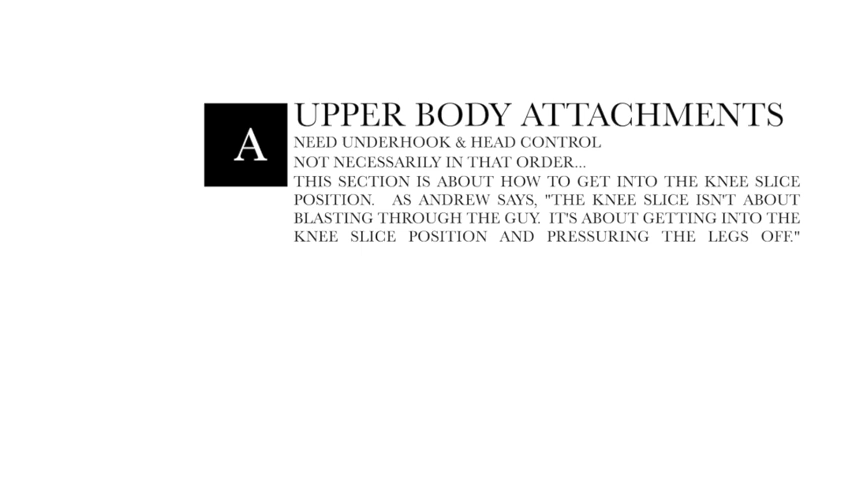 A
UPPER BODY ATTACHMENTS
NEED UNDERHOOK & HEAD CONTROL
NOT NECESSARILY IN THAT ORDER...
THIS SECTION IS ABOUT HOW TO GET INTO THE KNEE SLICE
POSITION. AS ANDREW SAYS, "THE KNEE SLICE ISN'T ABOUT
BLASTING THROUGH THE GUY. IT'S ABOUT GETTING INTO THE
KNEE SLICE POSITION AND PRESSURING THE LEGS OFF."